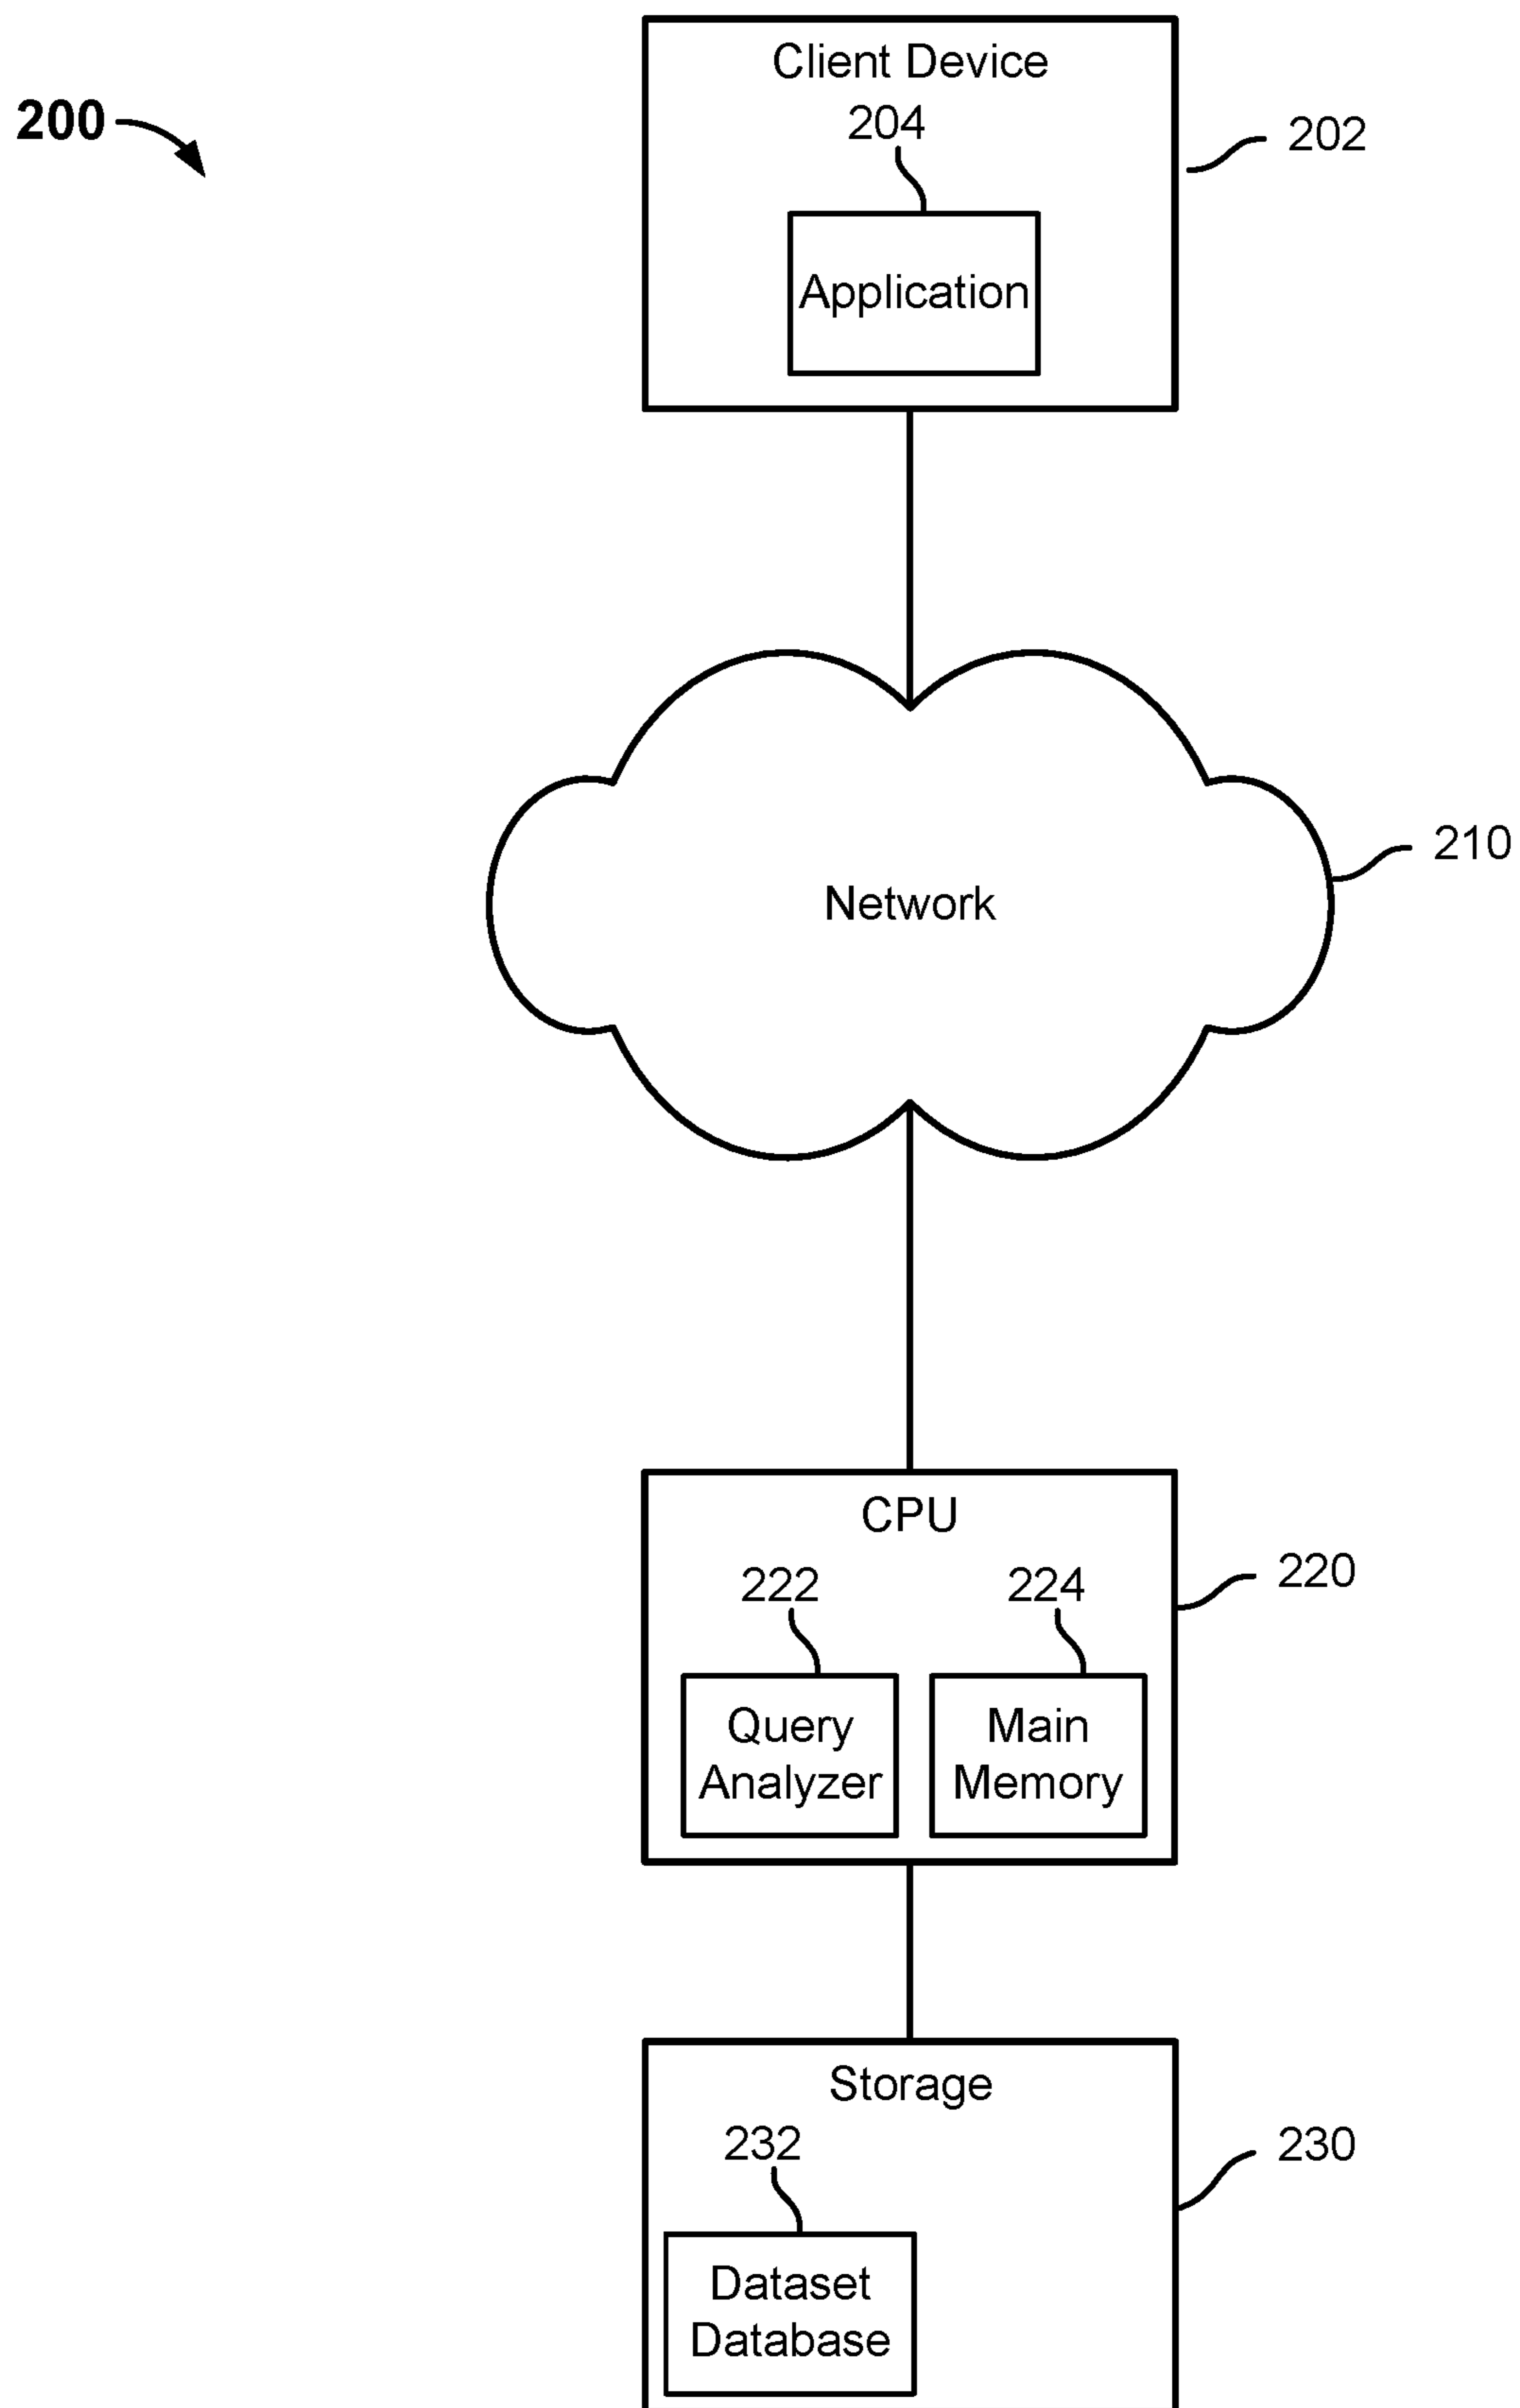 200
Client Device
204
202
Application
210
Network
CPU
222
224
220
Query
Analyzer
Main
Memory
Storage
232
230
Dataset
Database